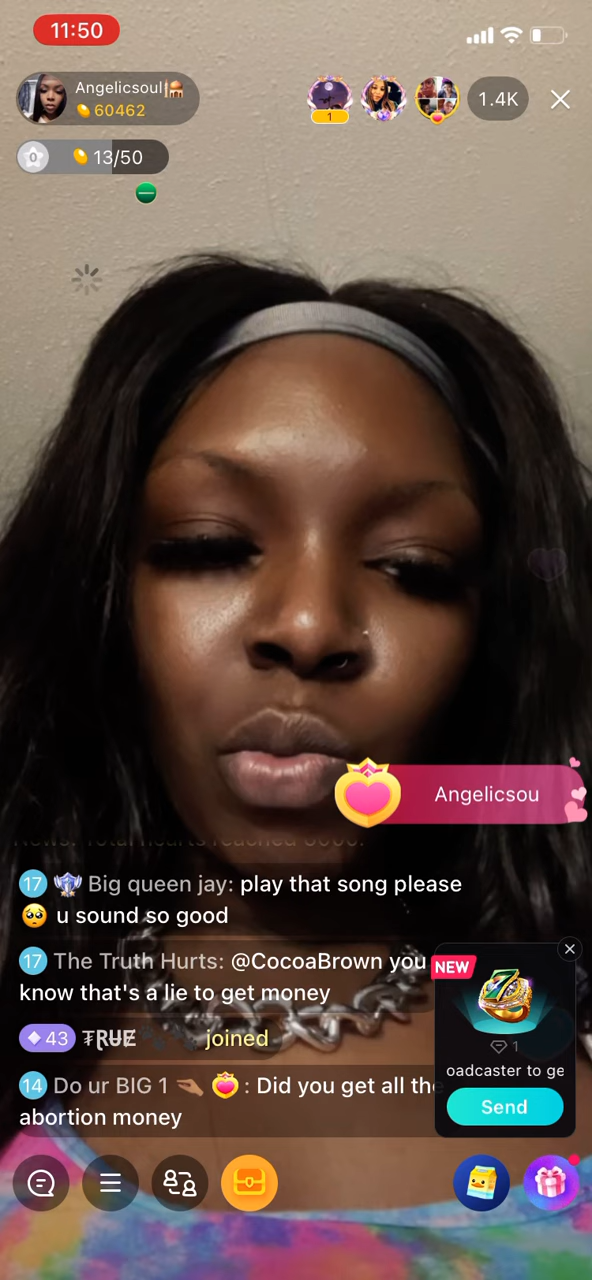 11:50
Angelicsoul
60462
1
1.4K
0
13/50
Angelicsou
17 Big queen jay: play that song please
🥺 u sound so good
17 The Truth Hurts: @CocoaBrown you
know that's a lie to get money
NEW
43 ₮ⱤɄɆ joined
1
oadcaster to ge
14 Do ur BIG 1 : Did you get all the
abortion money
Send